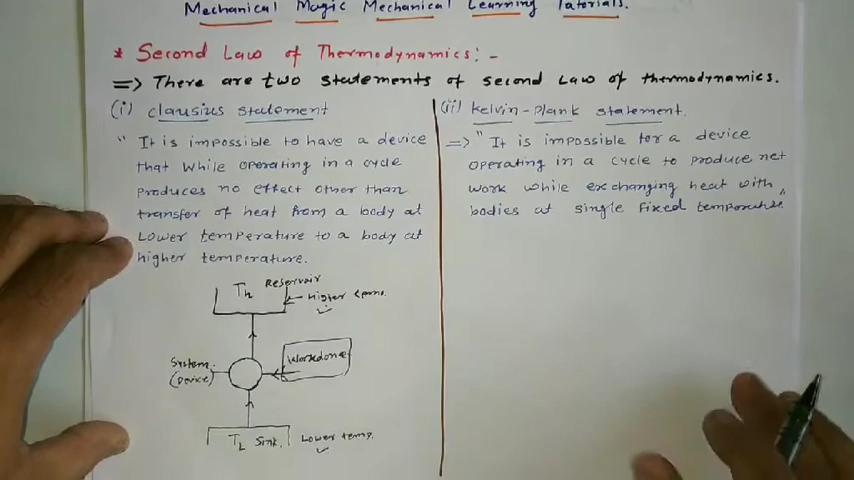 Mechanical Magic Mechanical Learning Tutorials.
* Second Law of Thermodynamics:-
=> There are two statements of second Law of thermodynamics.
(i) clausius statement
" It is impossible to have a device
that while operating in a cycle
produces no effect other than
transfer of heat from a body at
Lower temperature to a body at
higher temperature.
Th Reservoir
Higher temp.
System
(Device)
Workdone
TL Sink
Lower temp.
(ii) kelvin-plank statement.
=> " It is impossible for a device
operating in a cycle to produce net
work while exchanging heat with
bodies at single fixed temperature.